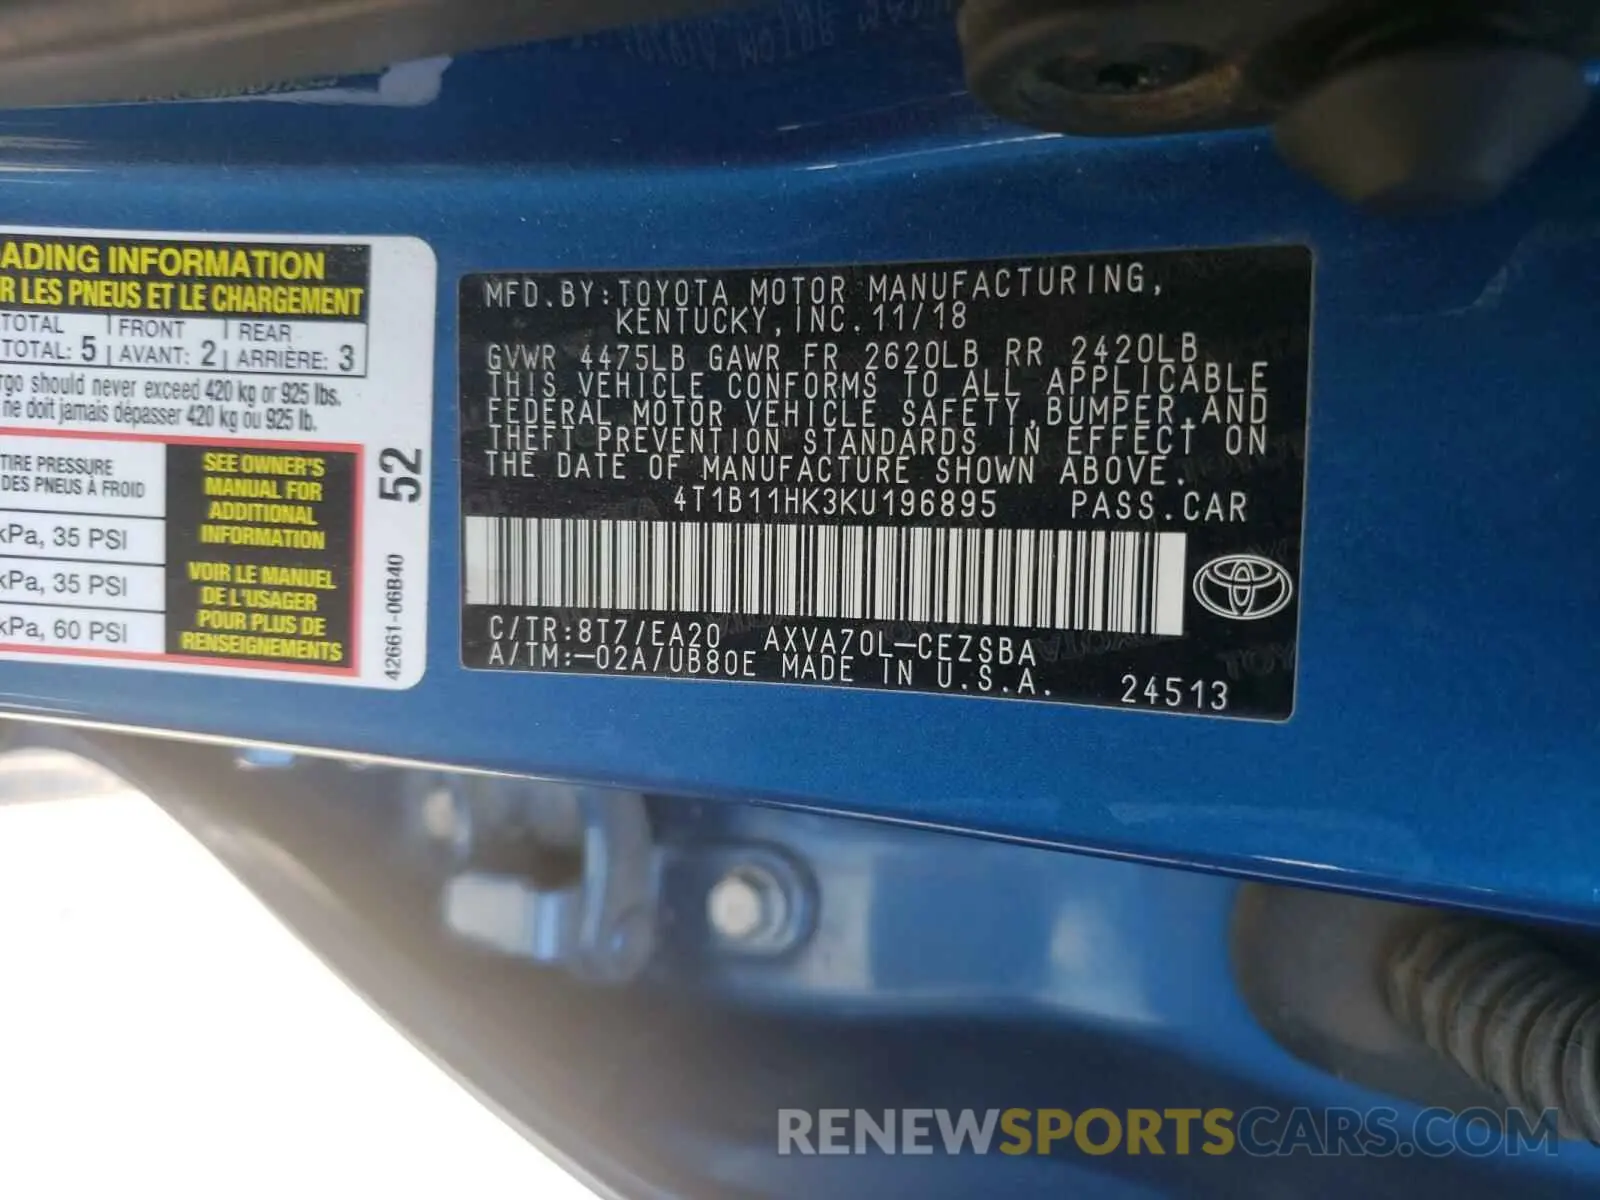 ADING INFORMATION
R LES PNEUS ET LE CHARGEMENT
TOTAL FRONT REAR
TOTAL: 5 AVANT: 2 ARRIÈRE: 3
rgo should never exceed 420 kg or 925 lbs.
ne doit jamais dépasser 420 kg ou 925 lb.
TIRE PRESSURE
DES PNEUS À FROID
kPa, 35 PSI
kPa, 35 PSI
kPa, 60 PSI
SEE OWNER'S
MANUAL FOR
ADDITIONAL
INFORMATION
VOIR LE MANUEL
DE L'USAGER
POUR PLUS DE
RENSEIGNEMENTS
52
42661-06B40
MFD.BY:TOYOTA MOTOR MANUFACTURING,
KENTUCKY,INC.11/18
GVWR 4475LB GAWR FR 2620LB RR 2420LB
THIS VEHICLE CONFORMS TO ALL APPLICABLE
FEDERAL MOTOR VEHICLE SAFETY,BUMPER,AND
THEFT PREVENTION STANDARDS IN EFFECT ON
THE DATE OF MANUFACTURE SHOWN ABOVE.
4T1B11HK3KU196895 PASS.CAR
C/TR:8T7/EA20 AXVA70L-CEZSBA
A/TM:-02A/UB80E MADE IN U.S.A.
24513
RENEWSPORTSCARS.COM